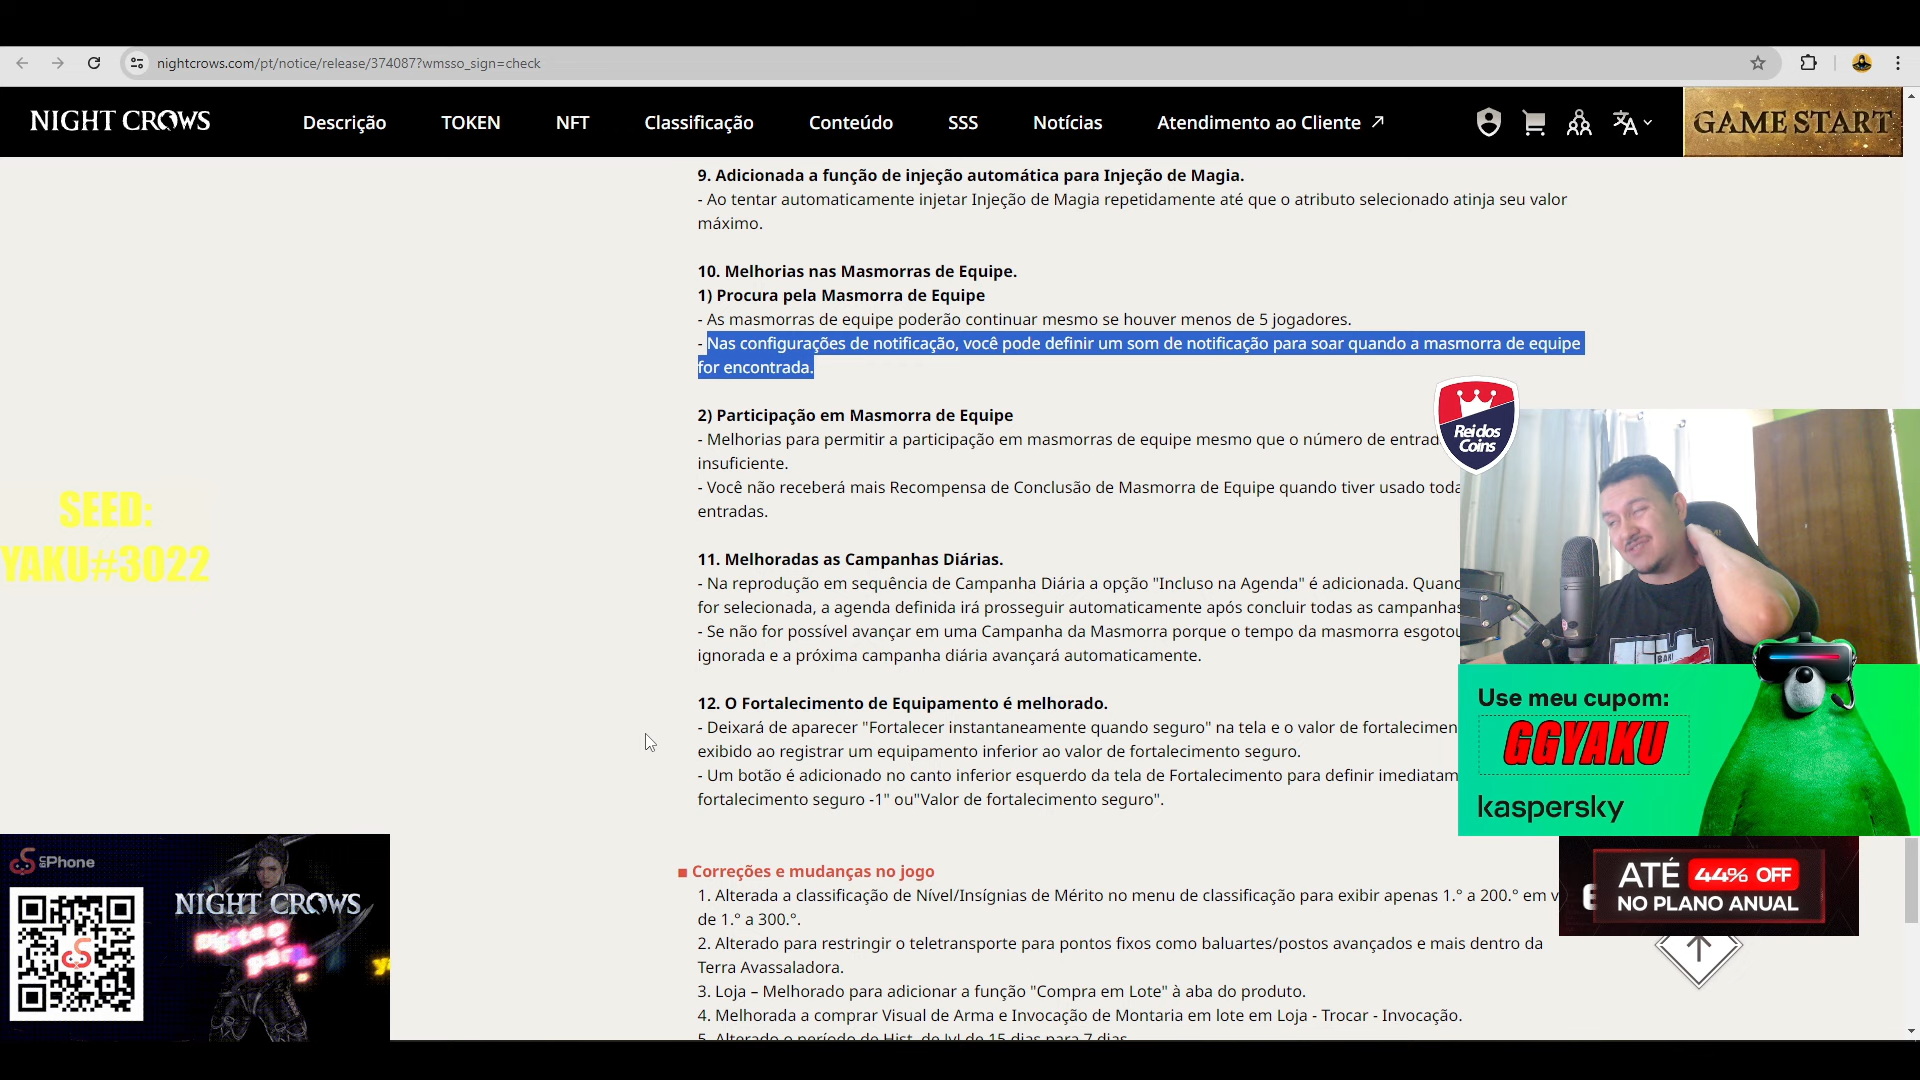 nightcrows.com/pt/notice/release/374087?wmsso_sign=check
NIGHT CROWS
Descrição
TOKEN
NFT
Classificação
Conteúdo
SSS
Notícias
Atendimento ao Cliente
GAME START
9. Adicionada a função de injeção automática para Injeção de Magia.
- Ao tentar automaticamente injetar Injeção de Magia repetidamente até que o atributo selecionado atinja seu valor
máximo.
10. Melhorias nas Masmorras de Equipe.
1) Procura pela Masmorra de Equipe
- As masmorras de equipe poderão continuar mesmo se houver menos de 5 jogadores.
- Nas configurações de notificação, você pode definir um som de notificação para soar quando a masmorra de equipe
for encontrada.
2) Participação em Masmorra de Equipe
- Melhorias para permitir a participação em masmorras de equipe mesmo que o número de entrad
insuficiente.
- Você não receberá mais Recompensa de Conclusão de Masmorra de Equipe quando tiver usado toda
entradas.
11. Melhoradas as Campanhas Diárias.
- Na reprodução em sequência de Campanha Diária a opção "Incluso na Agenda" é adicionada. Quan
for selecionada, a agenda definida irá prosseguir automaticamente após concluir todas as campanhas
- Se não for possível avançar em uma Campanha da Masmorra porque o tempo da masmorra esgoto
ignorada e a próxima campanha diária avançará automaticamente.
12. O Fortalecimento de Equipamento é melhorado.
- Deixará de aparecer "Fortalecer instantaneamente quando seguro" na tela e o valor de fortalecimen
exibido ao registrar um equipamento inferior ao valor de fortalecimento seguro.
- Um botão é adicionado no canto inferior esquerdo da tela de Fortalecimento para definir imediatam
fortalecimento seguro -1" ou"Valor de fortalecimento seguro".
■ Correções e mudanças no jogo
1. Alterada a classificação de Nível/Insígnias de Mérito no menu de classificação para exibir apenas 1.º a 200.º em v
de 1.º a 300.º.
2. Alterado para restringir o teletransporte para pontos fixos como baluartes/postos avançados e mais dentro da
Terra Avassaladora.
3. Loja – Melhorado para adicionar a função "Compra em Lote" à aba do produto.
4. Melhorada a comprar Visual de Arma e Invocação de Montaria em lote em Loja - Trocar - Invocação.
5. Alterado o período de Hist. de lvl de 15 dias para 7 dias.
SEED:
YAKU#3022
Phone
NIGHT CROWS
Rei dos
Coins
Use meu cupom:
GGYAKU
kaspersky
ATÉ 44% OFF
NO PLANO ANUAL